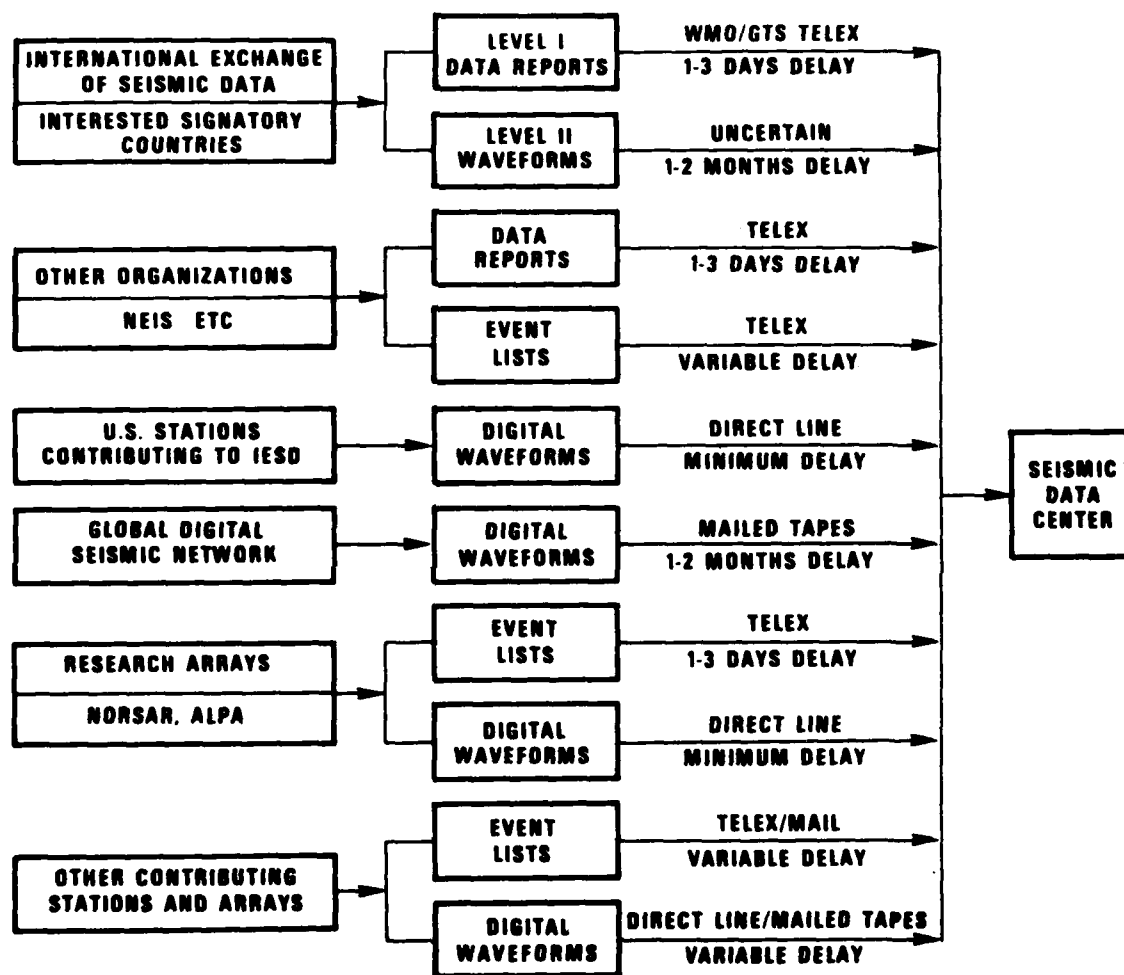 INTERNATIONAL EXCHANGE
OF SEISMIC DATA
INTERESTED SIGNATORY
COUNTRIES
LEVEL I
DATA REPORTS
WMO/GTS TELEX
1-3 DAYS DELAY
LEVEL II
WAVEFORMS
UNCERTAIN
1-2 MONTHS DELAY
OTHER ORGANIZATIONS
NEIS ETC
DATA
REPORTS
TELEX
1-3 DAYS DELAY
EVENT
LISTS
TELEX
VARIABLE DELAY
U.S. STATIONS
CONTRIBUTING TO IESD
DIGITAL
WAVEFORMS
DIRECT LINE
MINIMUM DELAY
GLOBAL DIGITAL
SEISMIC NETWORK
DIGITAL
WAVEFORMS
MAILED TAPES
1-2 MONTHS DELAY
RESEARCH ARRAYS
NORSAR, ALPA
EVENT
LISTS
TELEX
1-3 DAYS DELAY
DIGITAL
WAVEFORMS
DIRECT LINE
MINIMUM DELAY
OTHER CONTRIBUTING
STATIONS AND ARRAYS
EVENT
LISTS
TELEX/MAIL
VARIABLE DELAY
DIGITAL
WAVEFORMS
DIRECT LINE/MAILED TAPES
VARIABLE DELAY
SEISMIC
DATA
CENTER